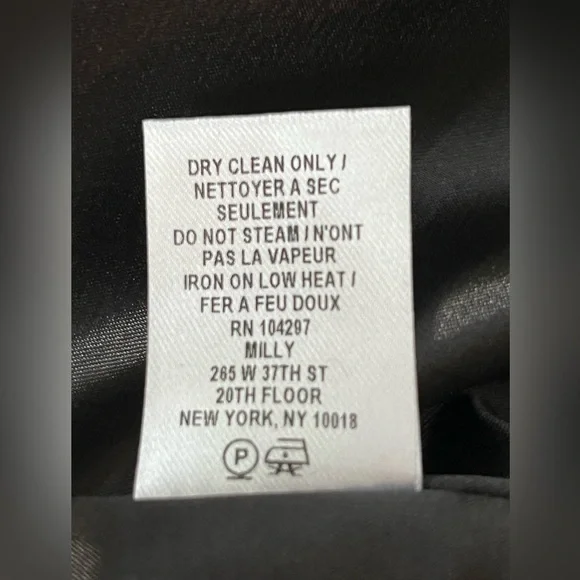 DRY CLEAN ONLY /
NETTOYER A SEC
SEULEMENT
DO NOT STEAM / N'ONT
PAS LA VAPEUR
IRON ON LOW HEAT /
FER A FEU DOUX
RN 104297
MILLY
265 W 37TH ST
20TH FLOOR
NEW YORK, NY 10018
P